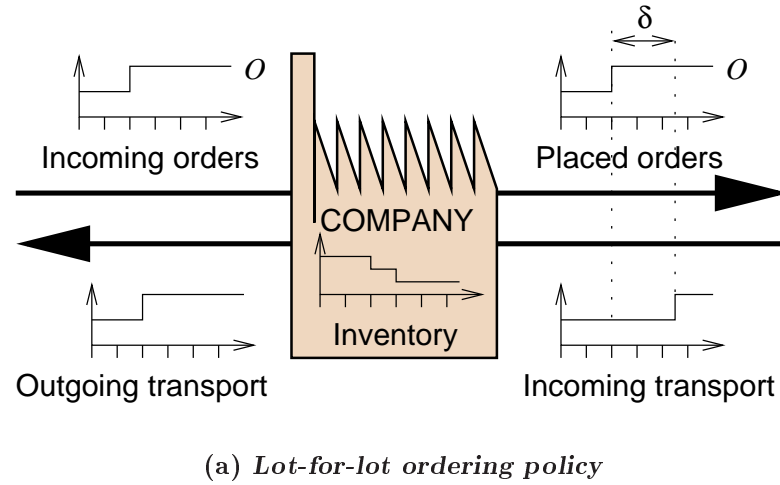 δ
O
O
Incoming orders
Placed orders
COMPANY
Inventory
Outgoing transport
Incoming transport
(a) Lot-for-lot ordering policy